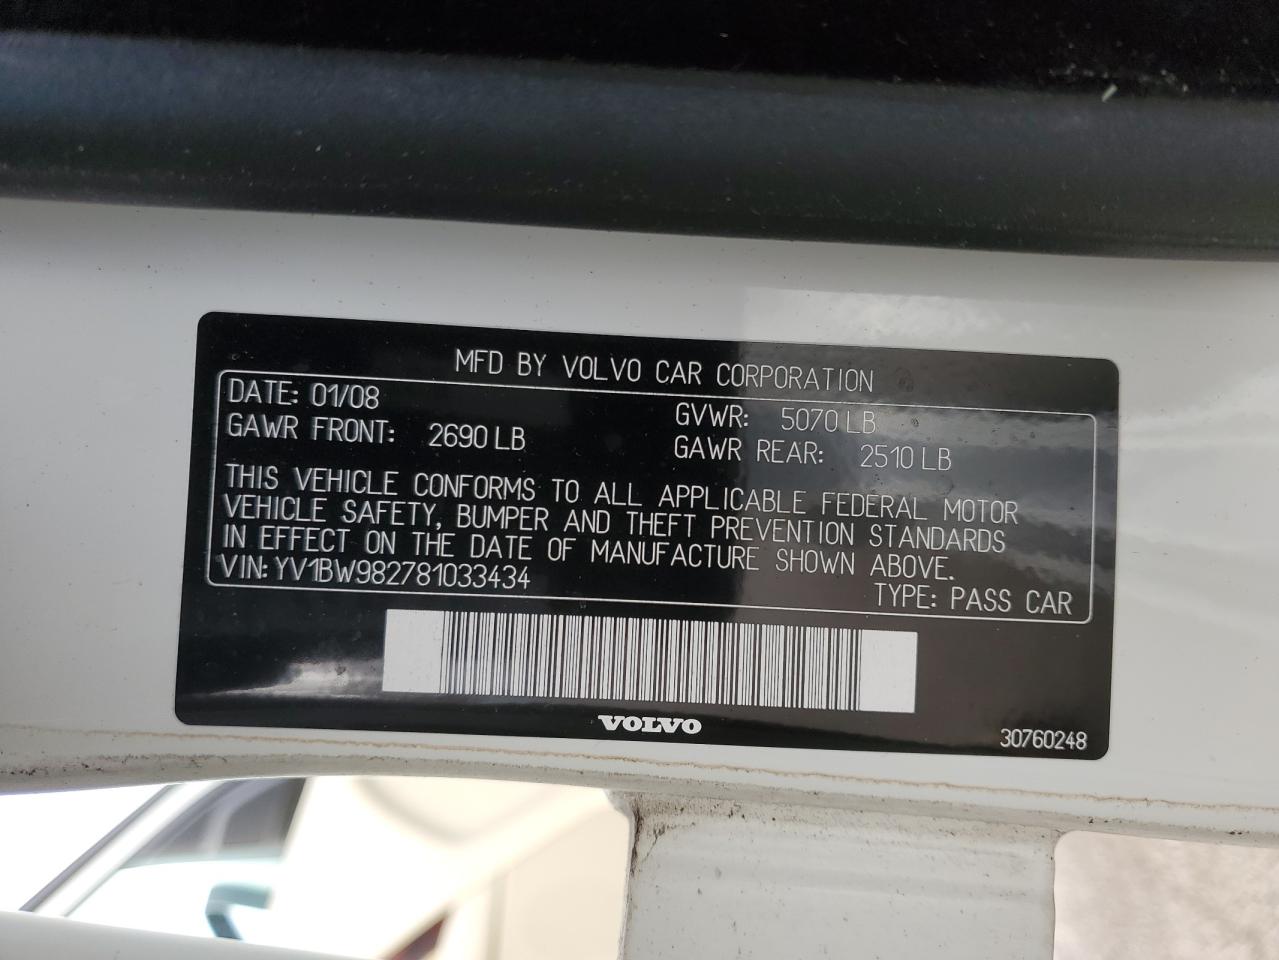 MFD BY VOLVO CAR CORPORATION
DATE: 01/08
GVWR: 5070 LB
GAWR FRONT: 2690 LB
GAWR REAR: 2510 LB
THIS VEHICLE CONFORMS TO ALL APPLICABLE FEDERAL MOTOR
VEHICLE SAFETY, BUMPER AND THEFT PREVENTION STANDARDS
IN EFFECT ON THE DATE OF MANUFACTURE SHOWN ABOVE.
VIN: YV1BW982781033434
TYPE: PASS CAR
VOLVO
30760248